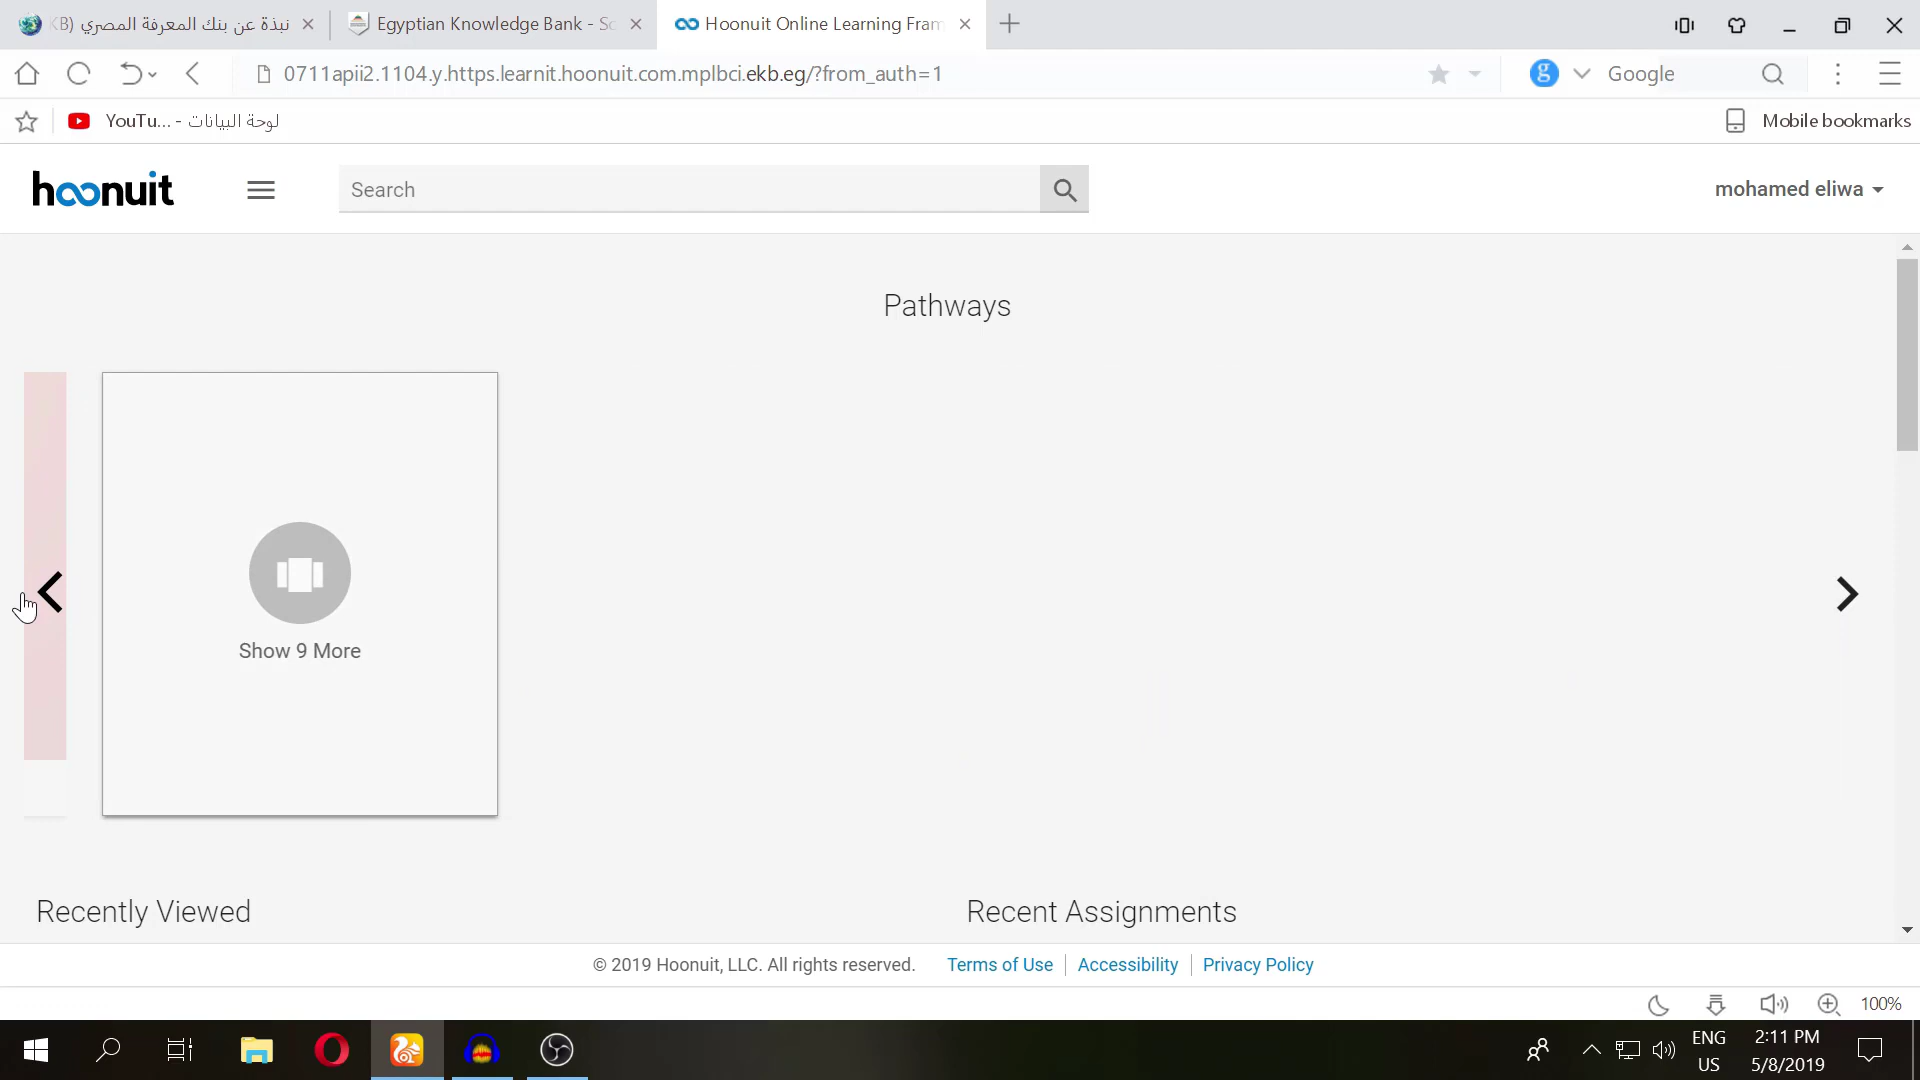 نبذة عن بنك المعرفة المصري (KB
Egyptian Knowledge Bank - Sc
Hoonuit Online Learning Fram
0711apii2.1104.y.https.learnit.hoonuit.com.mplbci.ekb.eg/?from_auth=1
g
Google
YouTu... - لوحة البيانات
Mobile bookmarks
hoonuit
Search
mohamed eliwa
Pathways
Show 9 More
Recently Viewed
Recent Assignments
© 2019 Hoonuit, LLC. All rights reserved.
Terms of Use
Accessibility
Privacy Policy
100%
ENG
US
2:11 PM
5/8/2019